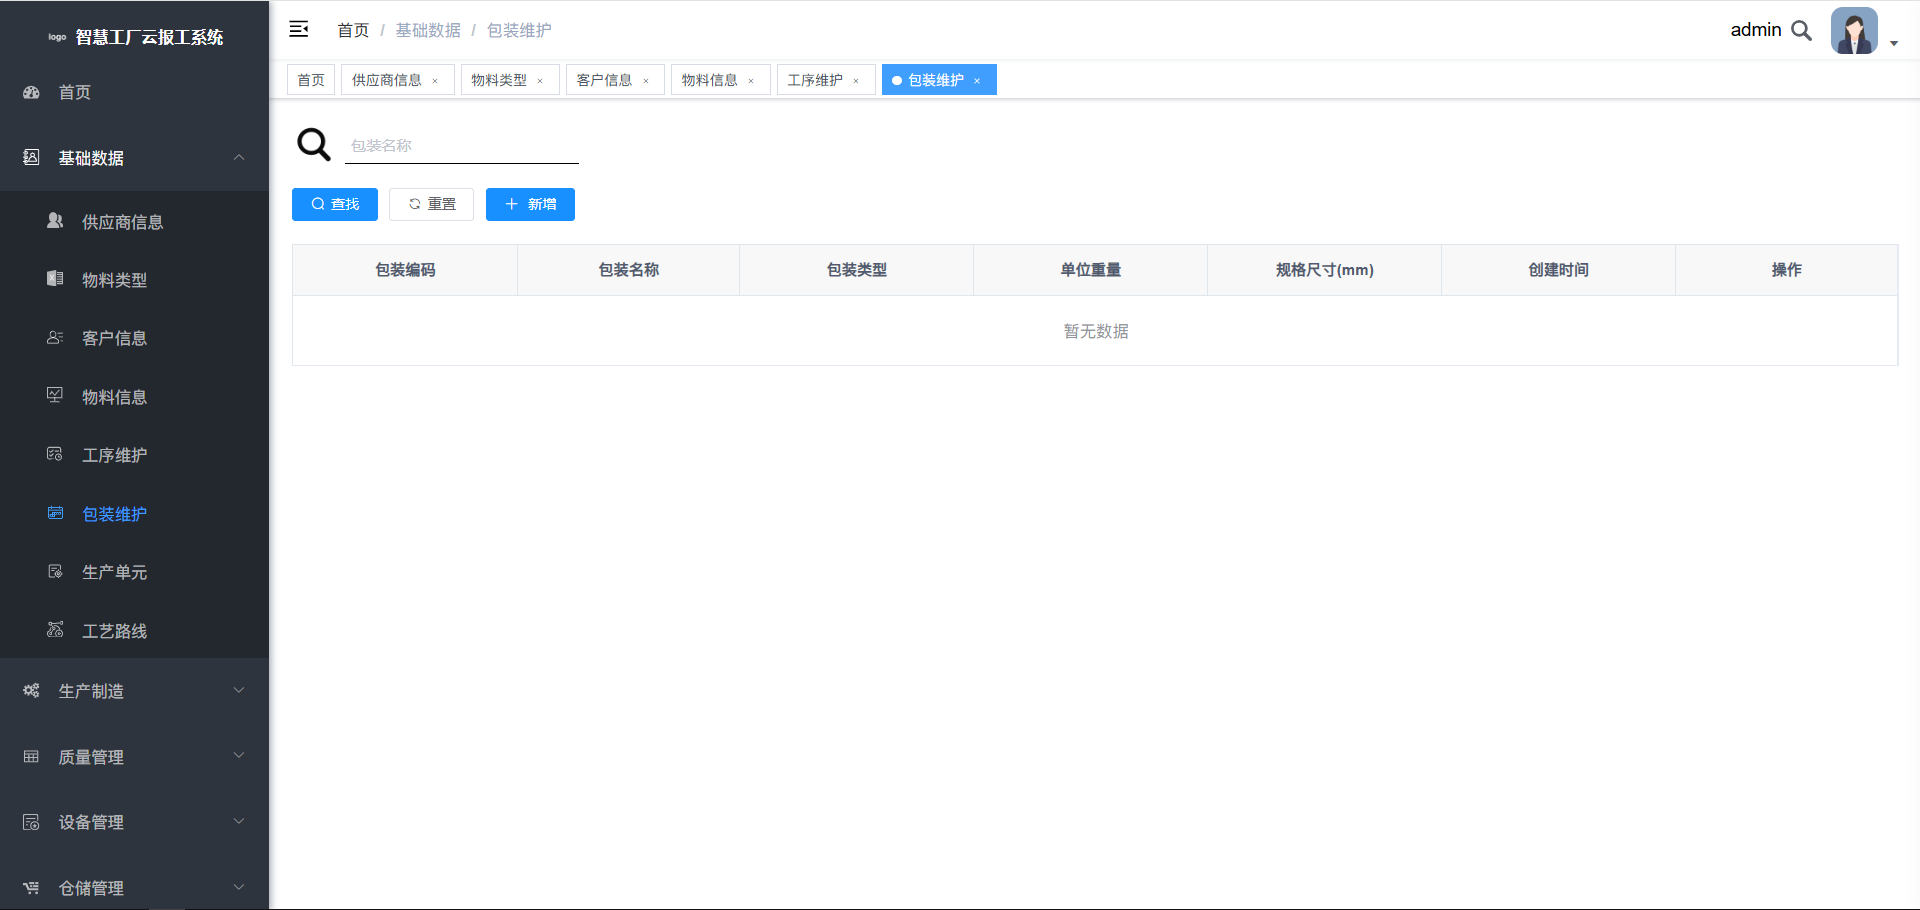 logo 智慧工厂云报工系统
首页 / 基础数据 / 包装维护
admin
首页 供应商信息 × 物料类型 × 客户信息 × 物料信息 × 工序维护 × 包装维护 ×
首页
基础数据
供应商信息
物料类型
客户信息
物料信息
工序维护
包装维护
生产单元
工艺路线
生产制造
质量管理
设备管理
仓储管理
包装名称
查找 重置 新增
包装编码 包装名称 包装类型 单位重量 规格尺寸(mm) 创建时间 操作
暂无数据